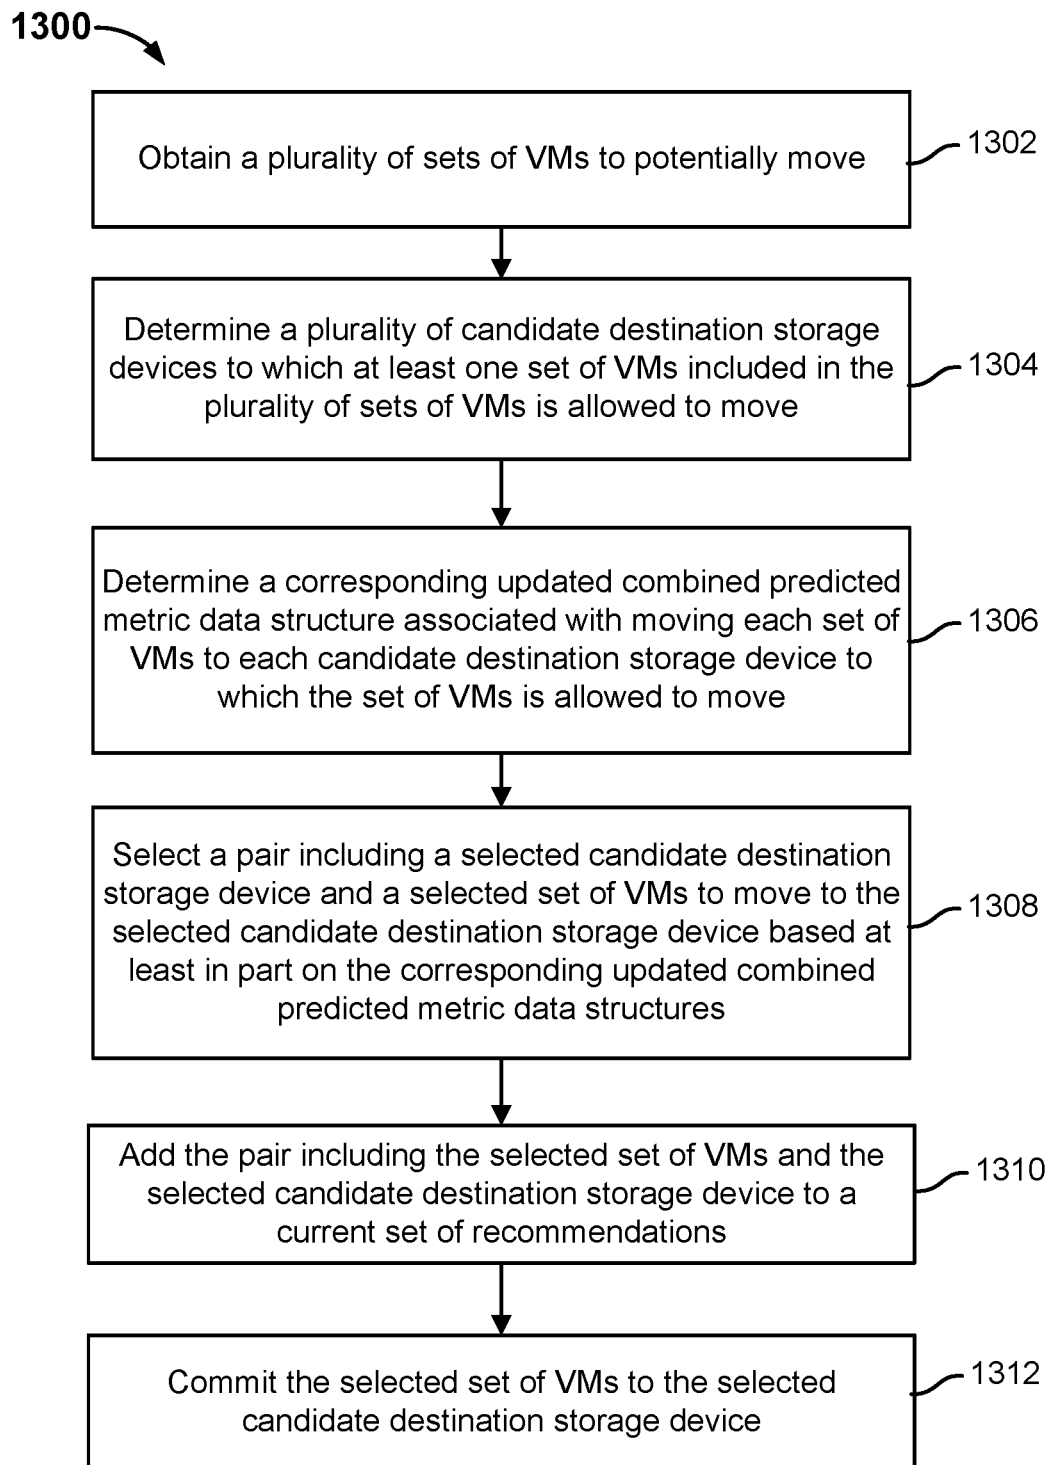 1300
Obtain a plurality of sets of VMs to potentially move
1302
Determine a plurality of candidate destination storage
devices to which at least one set of VMs included in the
plurality of sets of VMs is allowed to move
1304
Determine a corresponding updated combined predicted
metric data structure associated with moving each set of
VMs to each candidate destination storage device to
which the set of VMs is allowed to move
1306
Select a pair including a selected candidate destination
storage device and a selected set of VMs to move to the
selected candidate destination storage device based at
least in part on the corresponding updated combined
predicted metric data structures
1308
Add the pair including the selected set of VMs and the
selected candidate destination storage device to a
current set of recommendations
1310
Commit the selected set of VMs to the selected
candidate destination storage device
1312